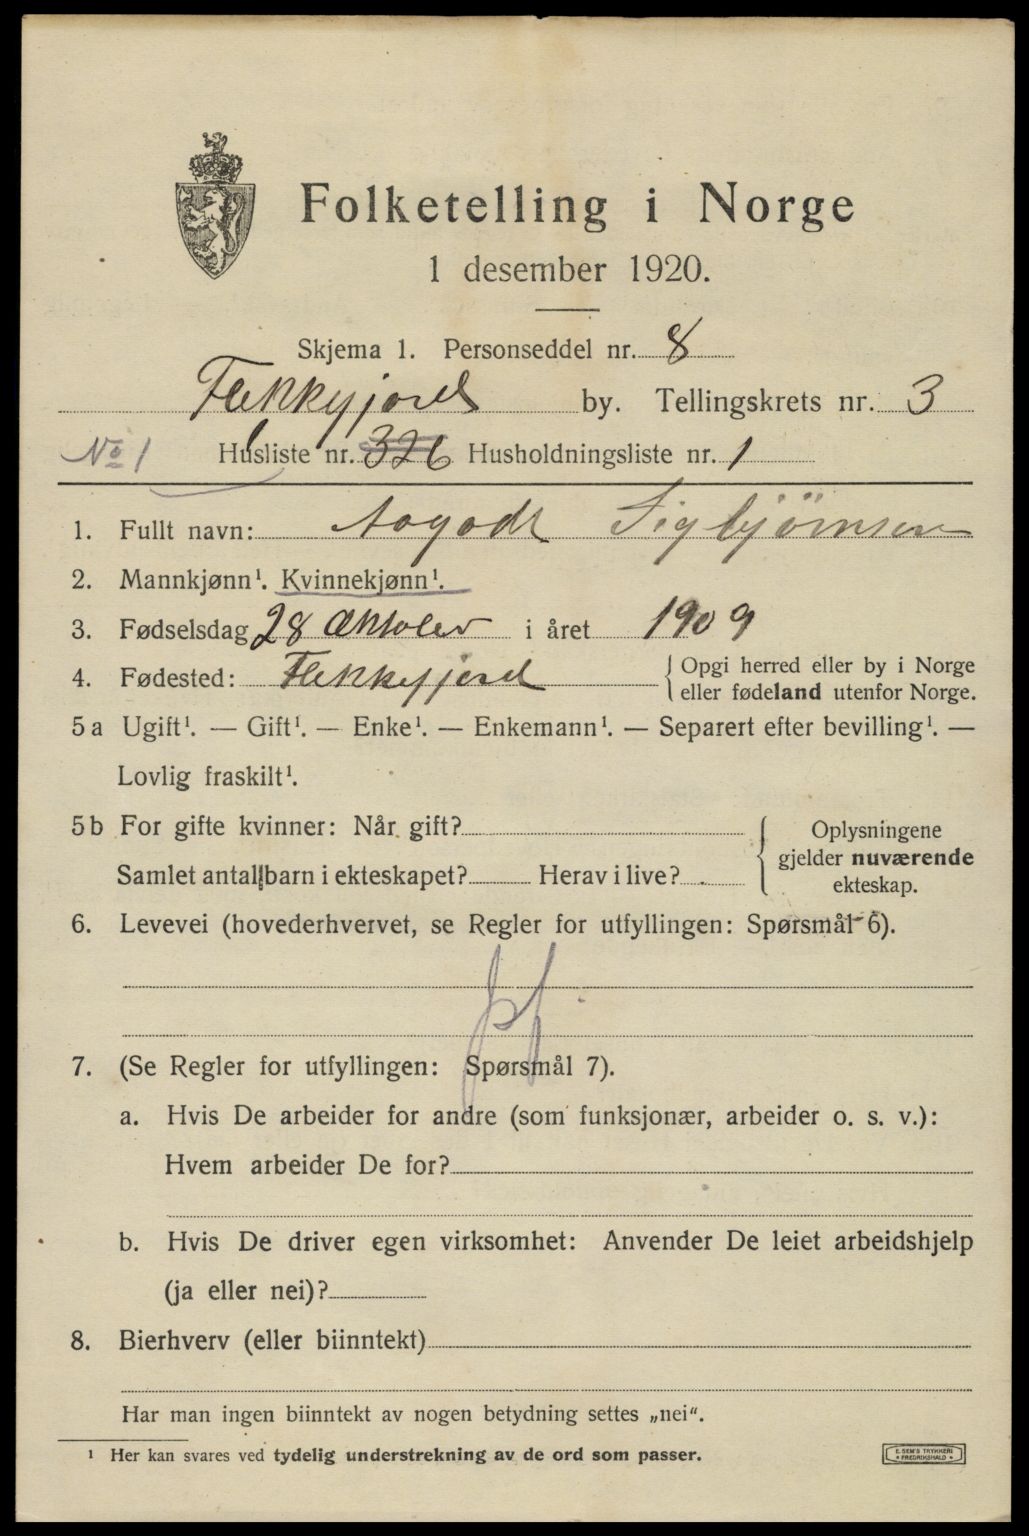 Folketelling i Norge
1 desember 1920.
Skjema 1. Personseddel nr. 8
Flekkefjord by. Tellingskrets nr. 3
No 1 Husliste nr. 326 Husholdningsliste nr. 1
1. Fullt navn: Aagodt Sigbjörnsen
2. Mannkjønn¹. Kvinnekjønn¹.
3. Fødselsdag 28 Oktober i året 1909
4. Fødested: Flekkefjord { Opgi herred eller by i Norge
eller fødeland utenfor Norge.
5 a Ugift¹. — Gift¹. — Enke¹. — Enkemann¹. — Separert efter bevilling¹. —
Lovlig fraskilt¹.
5 b For gifte kvinner: Når gift?
Samlet antall barn i ekteskapet? Herav i live?
{ Oplysningene
gjelder nuværende
ekteskap.
6. Levevei (hovederhvervet, se Regler for utfyllingen: Spørsmål 6).
7. (Se Regler for utfyllingen: Spørsmål 7).
a. Hvis De arbeider for andre (som funksjonær, arbeider o. s. v.):
Hvem arbeider De for?
b. Hvis De driver egen virksomhet: Anvender De leiet arbeidshjelp
(ja eller nei)?
8. Bierhverv (eller biinntekt)
Har man ingen biinntekt av nogen betydning settes „nei“.
¹ Her kan svares ved tydelig understrekning av de ord som passer.
E. SEM'S TRYKKERI
• FREDRIKSHALD •